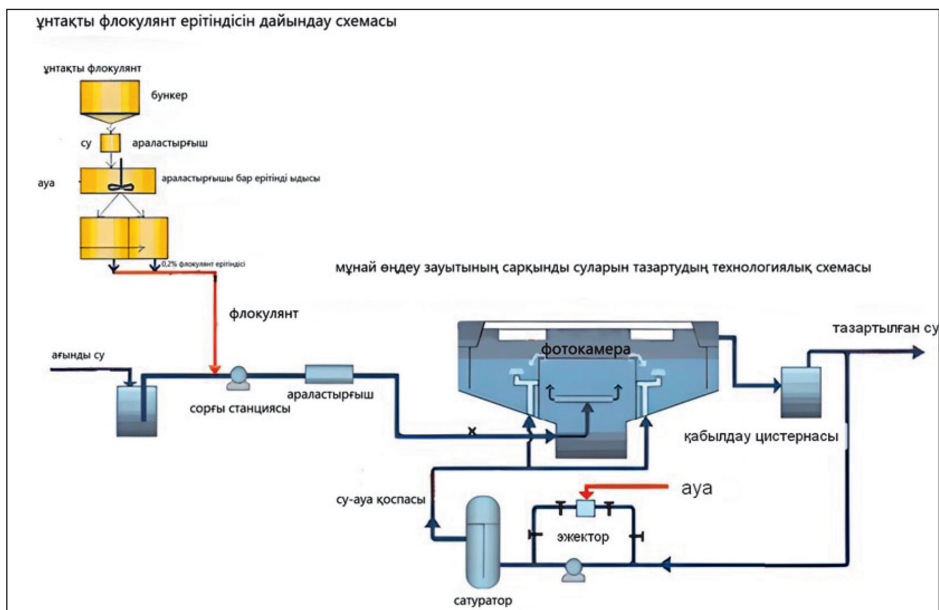 ұнтақты флокулянт ерітіндісін дайындау схемасы
ұнтақты флокулянт
бункер
су
араластырғыш
ауа
араластырғышы бар ерітінді ыдысы
0,2% флокулянт ерітіндісі
мұнай өңдеу зауытының сарқынды суларын тазартудың технологиялық схемасы
флокулянт
тазартылған су
фотокамера
ағынды су
араластырғыш
сорғы станциясы
х
қабылдау цистернасы
ауа
су-ауа қоспасы
эжектор
сатуратор